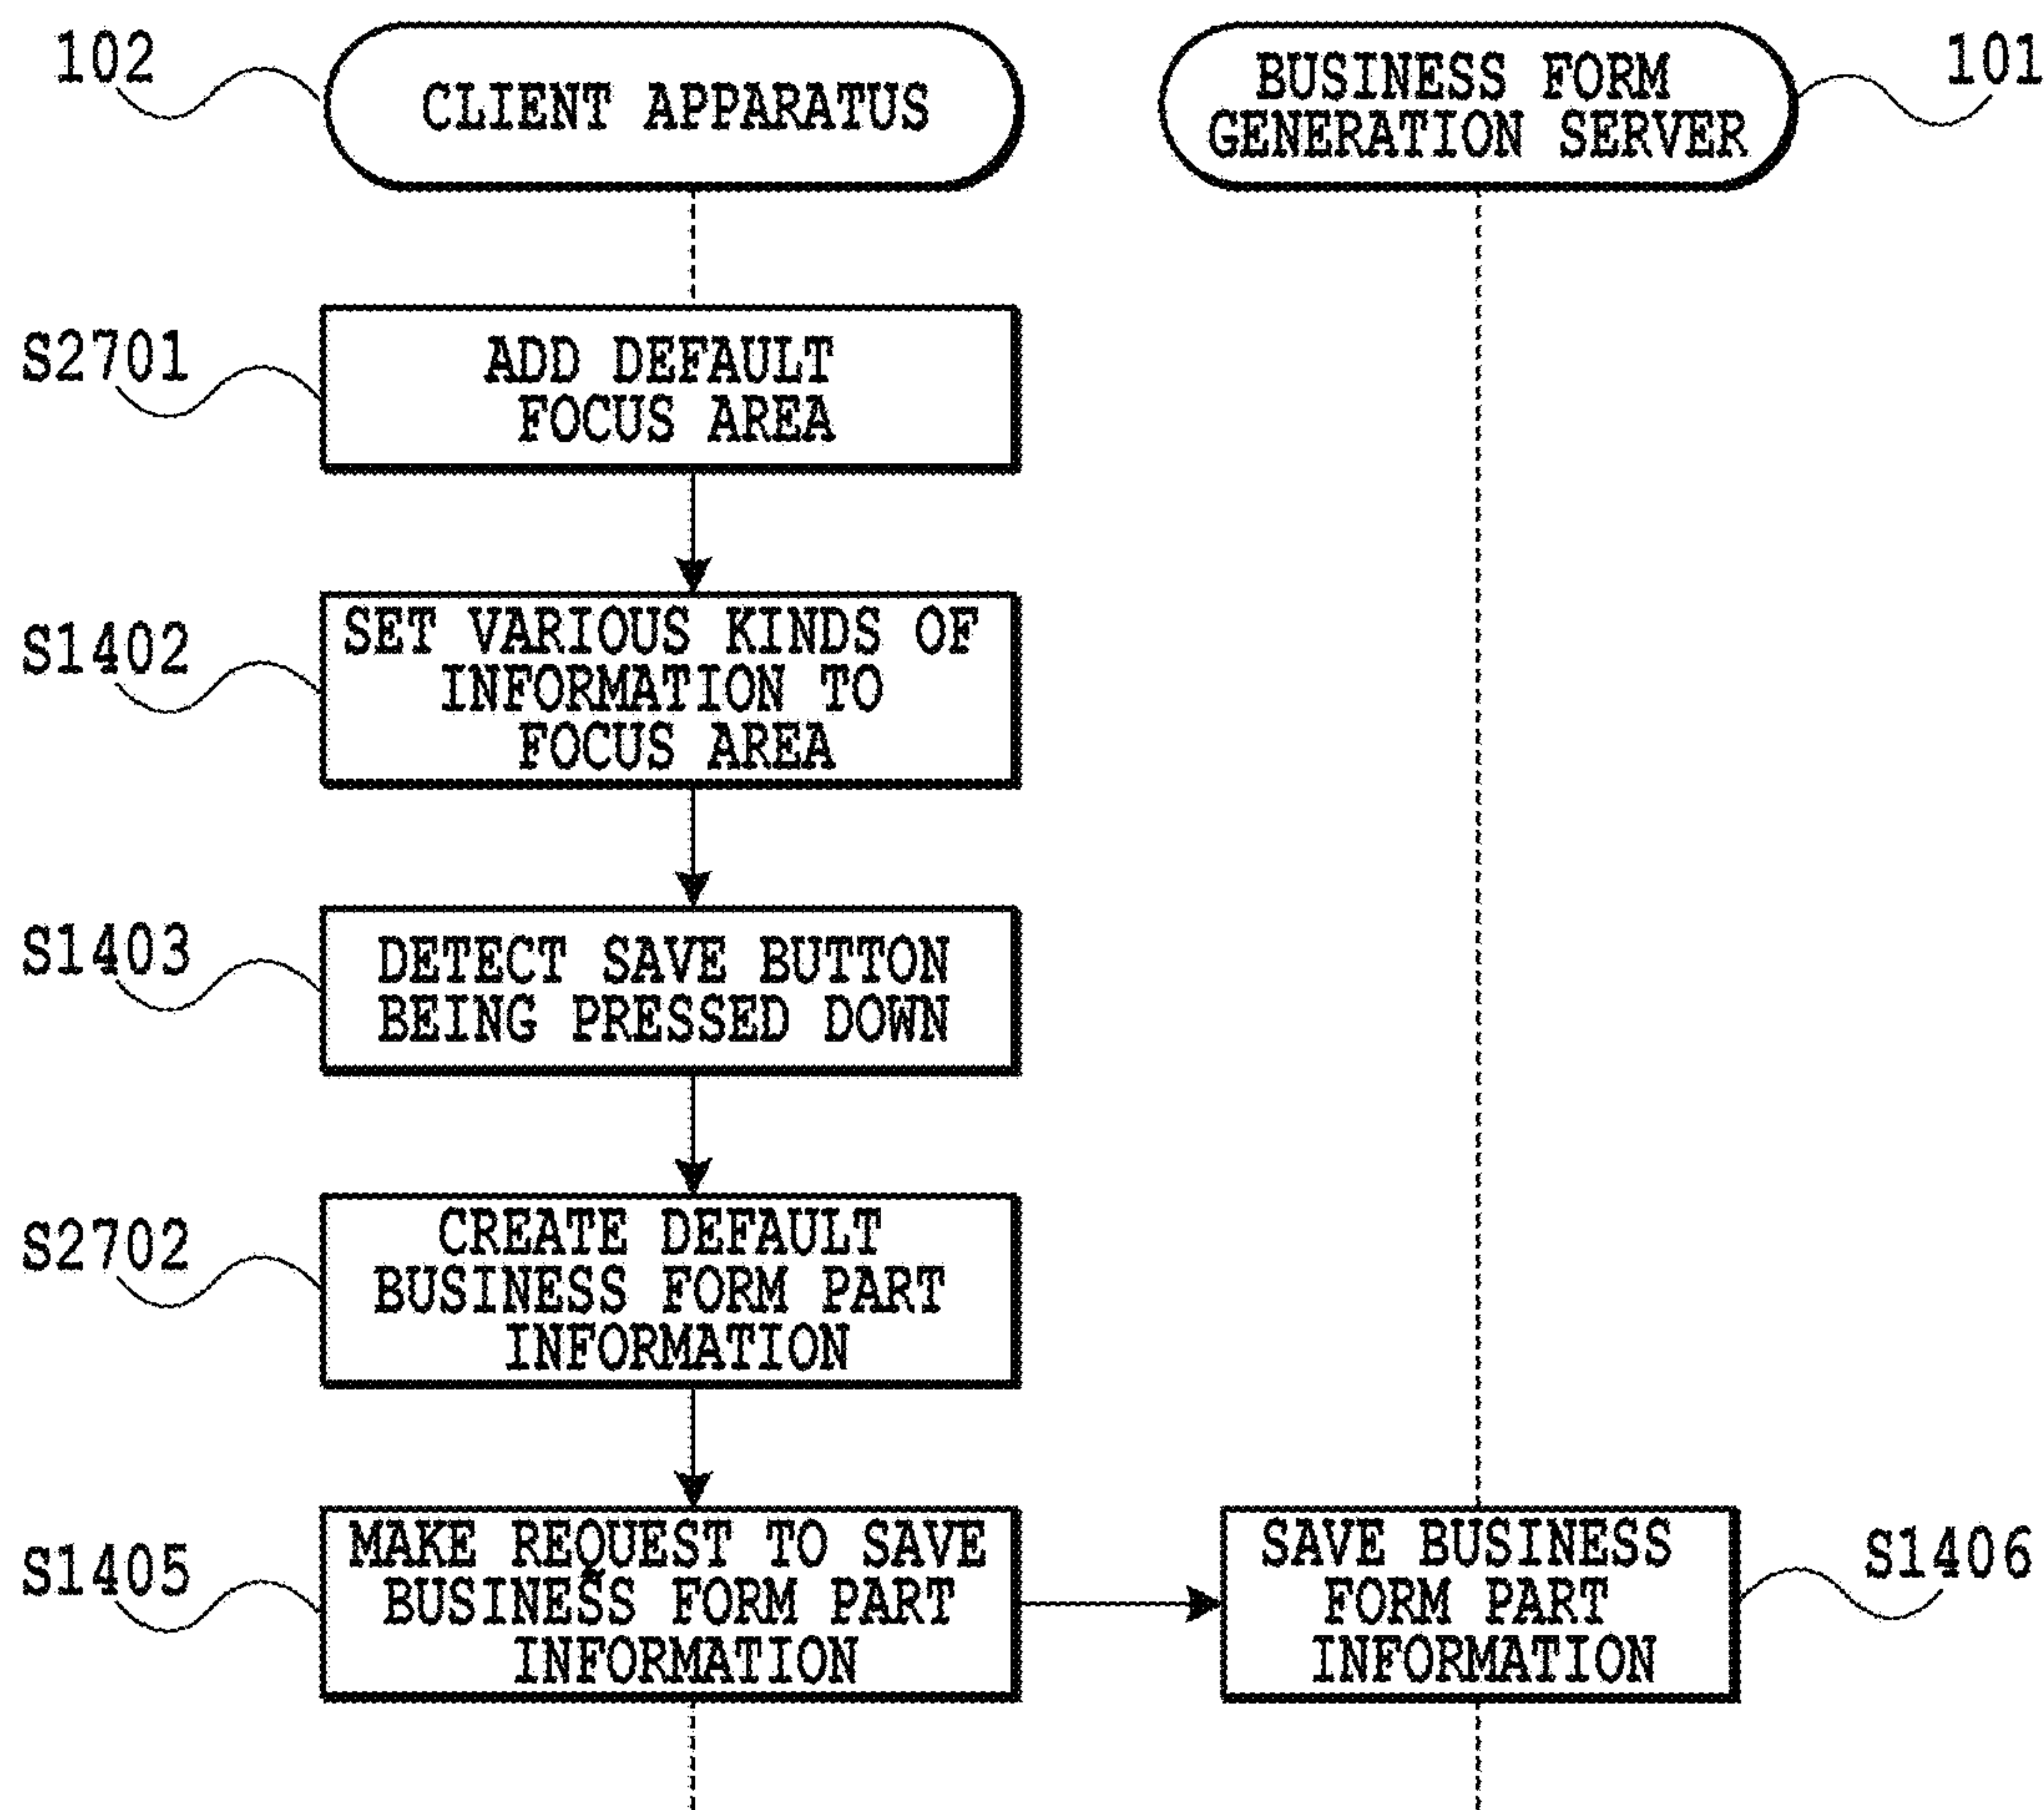 102
CLIENT APPARATUS
BUSINESS FORM
GENERATION SERVER
101
S2701
ADD DEFAULT
FOCUS AREA
S1402
SET VARIOUS KINDS OF
INFORMATION TO
FOCUS AREA
S1403
DETECT SAVE BUTTON
BEING PRESSED DOWN
S2702
CREATE DEFAULT
BUSINESS FORM PART
INFORMATION
S1405
MAKE REQUEST TO SAVE
BUSINESS FORM PART
INFORMATION
SAVE BUSINESS
FORM PART
INFORMATION
S1406